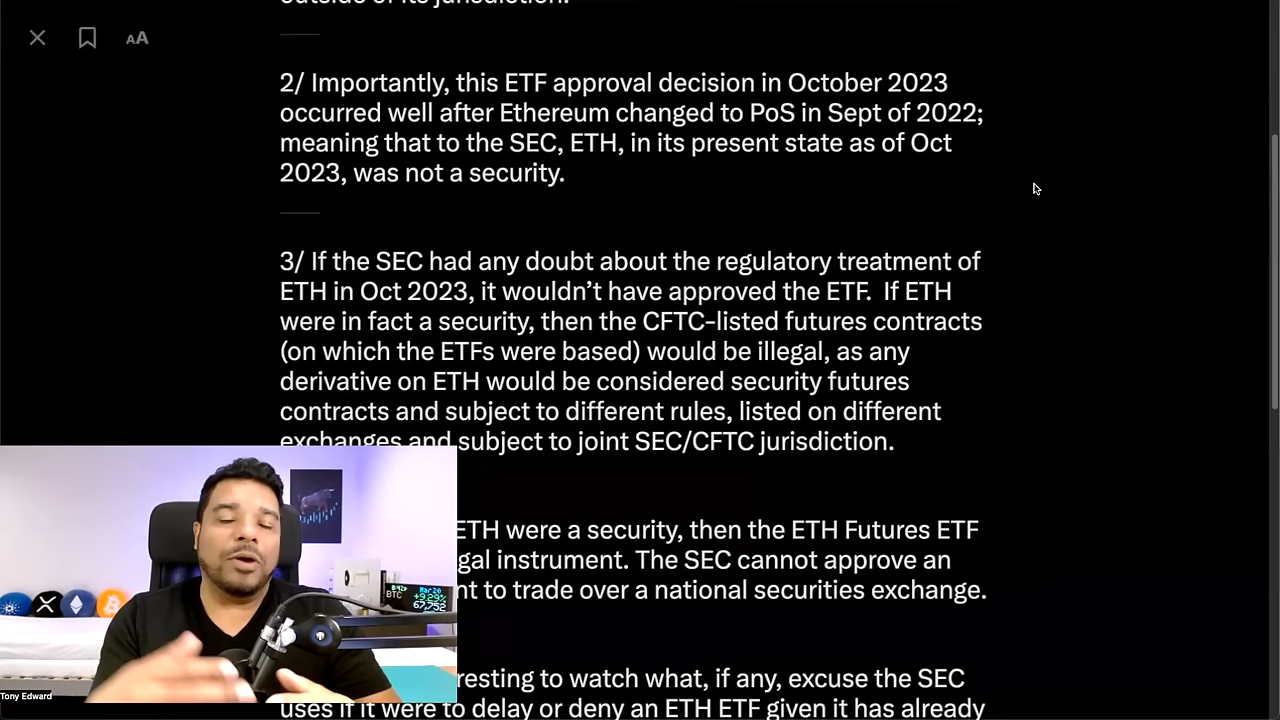 outside of its jurisdiction.
AA
2/ Importantly, this ETF approval decision in October 2023
occurred well after Ethereum changed to PoS in Sept of 2022;
meaning that to the SEC, ETH, in its present state as of Oct
2023, was not a security.
3/ If the SEC had any doubt about the regulatory treatment of
ETH in Oct 2023, it wouldn’t have approved the ETF.  If ETH
were in fact a security, then the CFTC-listed futures contracts
(on which the ETFs were based) would be illegal, as any
derivative on ETH would be considered security futures
contracts and subject to different rules, listed on different
exchanges and subject to joint SEC/CFTC jurisdiction.
ETH were a security, then the ETH Futures ETF
gal instrument. The SEC cannot approve an
nt to trade over a national securities exchange.
resting to watch what, if any, excuse the SEC
uses if it were to delay or deny an ETH ETF given it has already
BTC
Mar20
+9.29%
67,752
Tony Edward